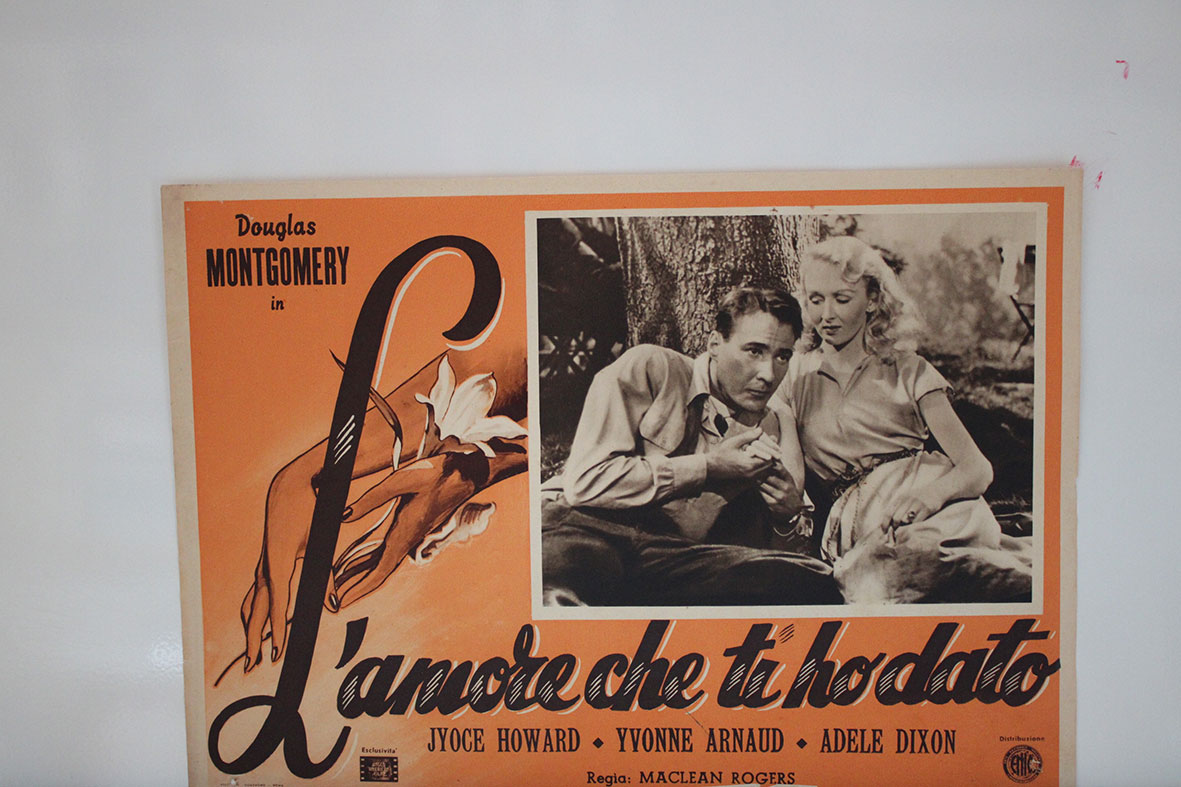 Douglas
MONTGOMERY
in
L'amore che ti ho dato
JYOCE HOWARD ◆ YVONNE ARNAUD ◆ ADELE DIXON
Esclusività
Distribuzione
ENIC
Regia: MACLEAN ROGERS